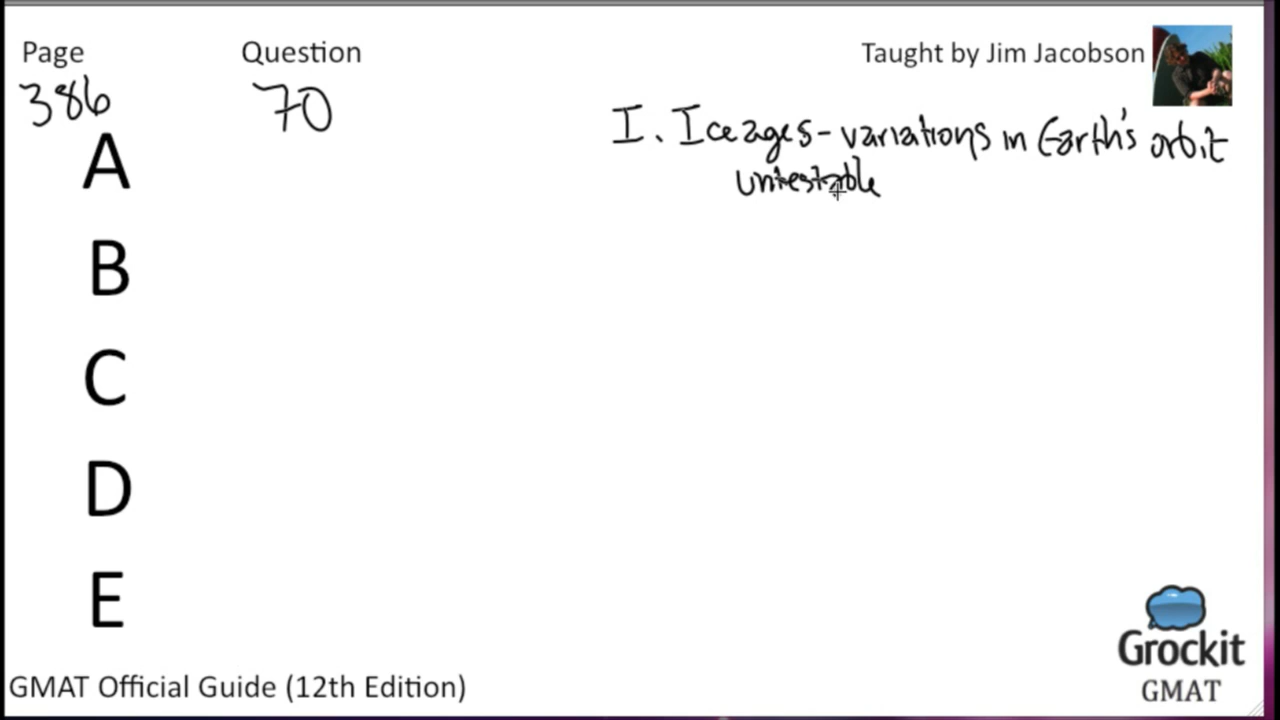 Page Question Taught by Jim Jacobson
386 70
I. Ice ages - variations in Earth's orbit
untestable
A
B
C
D
E
Grockit
GMAT
GMAT Official Guide (12th Edition)